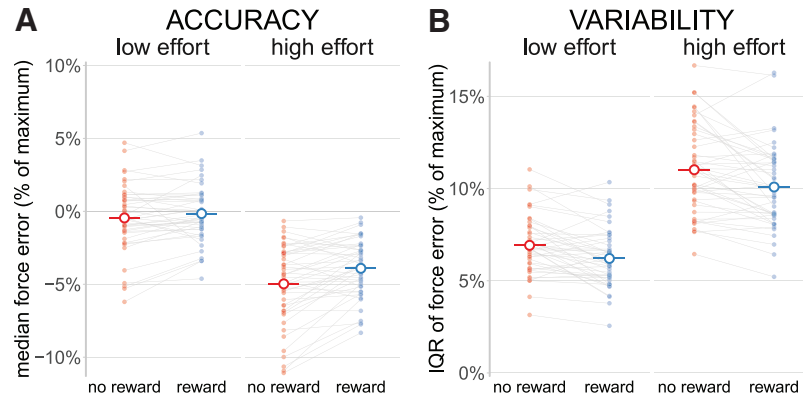 A ACCURACY
low effort high effort
median force error (% of maximum)
10%
5%
0%
−5%
−10%
no reward reward no reward reward
B VARIABILITY
low effort high effort
IQR of force error (% of maximum)
15%
10%
5%
0%
no reward reward no reward reward